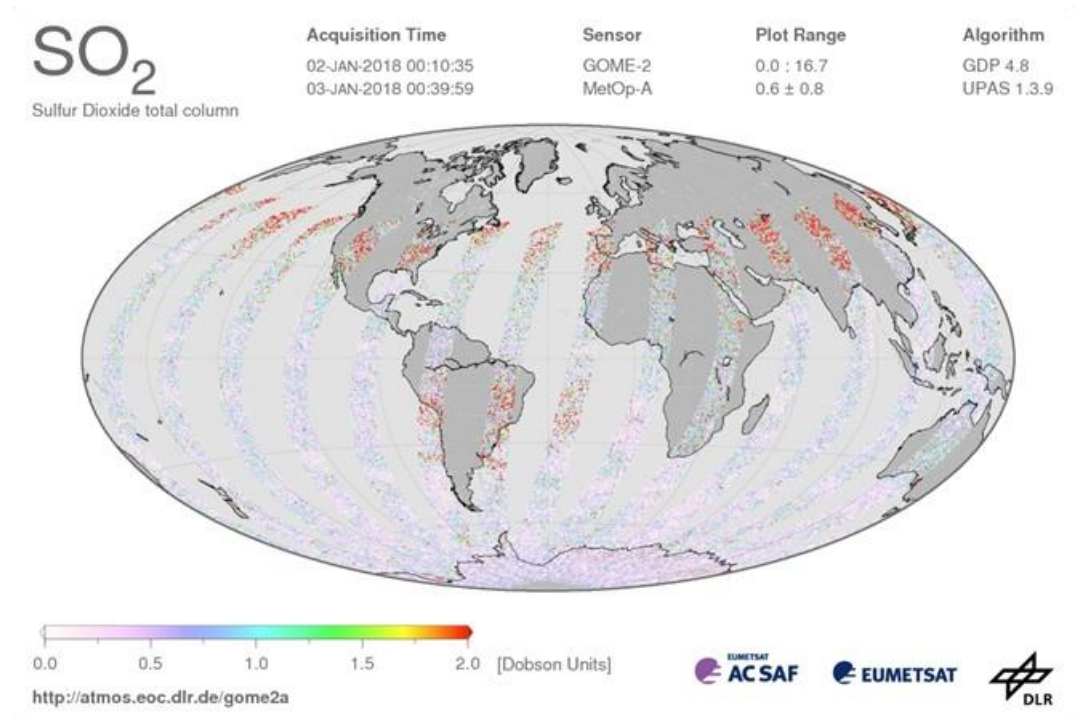 SO2
Sulfur Dioxide total column
Acquisition Time
02-JAN-2018 00:10:35
03-JAN-2018 00:39:59
Sensor
GOME-2
MetOp-A
Plot Range
0.0 : 16.7
0.6 ± 0.8
Algorithm
GDP 4.8
UPAS 1.3.9
0.0 0.5 1.0 1.5 2.0 [Dobson Units]
http://atmos.eoc.dlr.de/gome2a
EUMETSAT
AC SAF
EUMETSAT
DLR